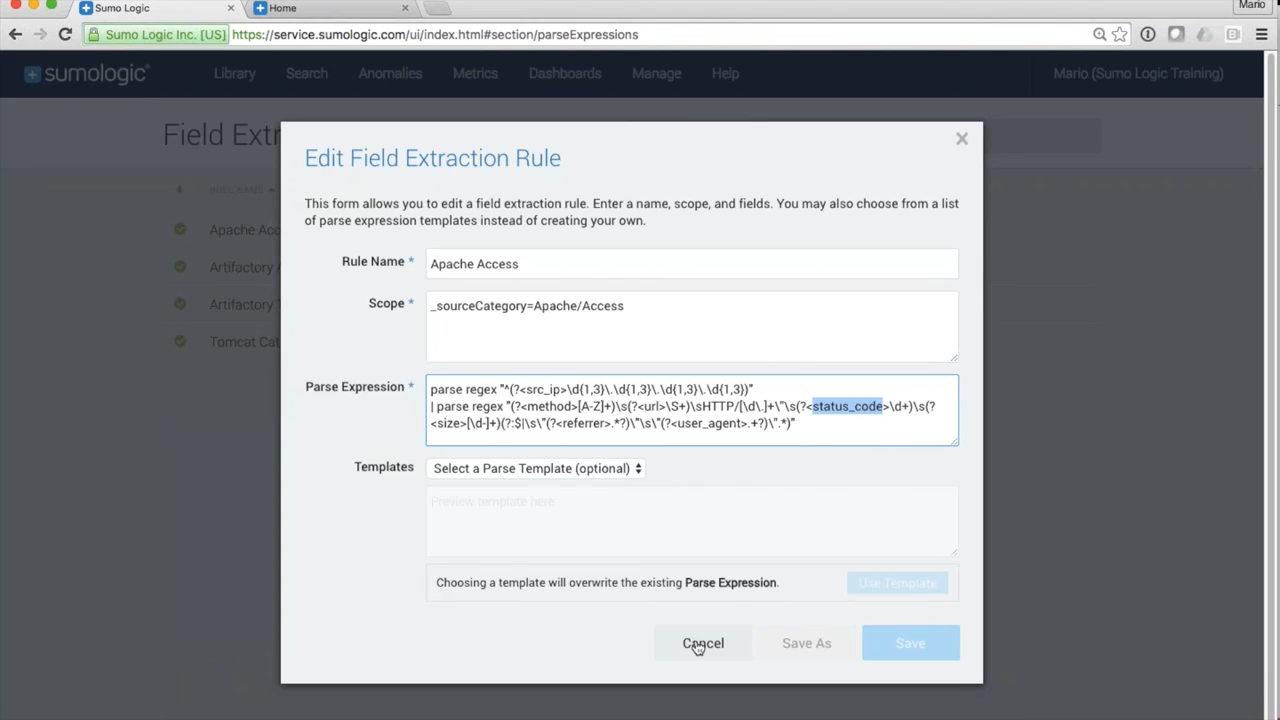 Sumo Logic
Home
Mario
Sumo Logic Inc. [US] https://service.sumologic.com/ui/index.html#section/parseExpressions
sumologic Library Search Anomalies Metrics Dashboards Manage Help Mario (Sumo Logic Training)
Field Extr
Edit Field Extraction Rule
This form allows you to edit a field extraction rule. Enter a name, scope, and fields. You may also choose from a list
of parse expression templates instead of creating your own.
Apache Acc
Artifactory A
Artifactory T
Tomcat Cat
Rule Name * Apache Access
Scope * _sourceCategory=Apache/Access
Parse Expression * parse regex "^(?<src_ip>\d{1,3}\.\d{1,3}\.\d{1,3}\.\d{1,3})"
| parse regex "(?<method>[A-Z]+)\s(?<url>\S+)\sHTTP/[\d\.]+\"\s(?<status_code>\d+)\s(?
<size>[\d-]+)(?:$|\s\"(?<referrer>.*?)\"\s\"(?<user_agent>.+?)\".*)"
Templates Select a Parse Template (optional)
Preview template here
Choosing a template will overwrite the existing Parse Expression. Use Template
Cancel Save As Save